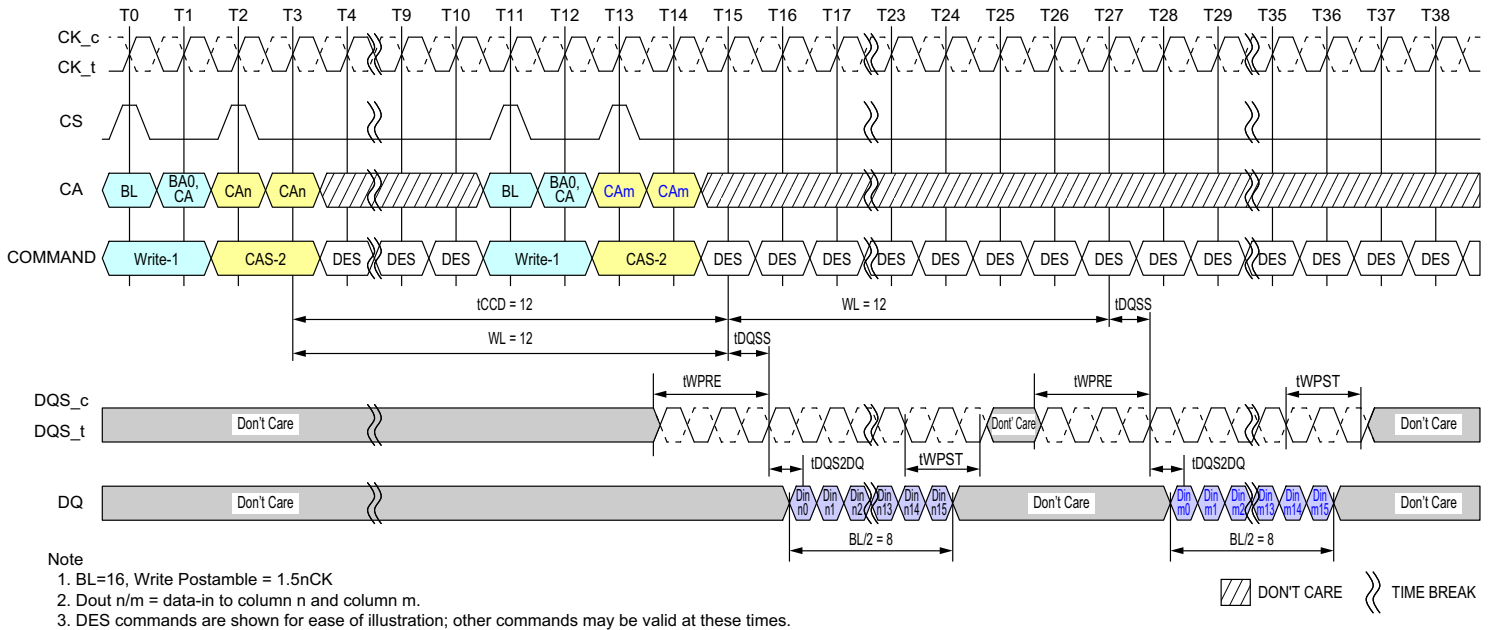 T0 T1 T2 T3 T4 T9 T10 T11 T12 T13 T14 T15 T16 T17 T23 T24 T25 T26 T27 T28 T29 T35 T36 T37 T38
CK_c
CK_t
CS
CA BL BA0, CA CAn CAn BL BA0, CA CAm CAm
COMMAND Write-1 CAS-2 DES DES DES Write-1 CAS-2 DES DES DES DES DES DES DES DES DES DES DES DES DES DES
tCCD = 12 WL = 12 tDQSS
WL = 12 tDQSS
tWPRE tWPRE tWPST
DQS_c
DQS_t Don't Care Dont' Care Don't Care
tDQS2DQ tWPST tDQS2DQ
DQ Don't Care Din n0 Din n1 Din n2 Din n13 Din n14 Din n15 Don't Care Din m0 Din m1 Din m2 Din m13 Din m14 Din m15 Don't Care
BL/2 = 8 BL/2 = 8
Note
1. BL=16, Write Postamble = 1.5nCK
2. Dout n/m = data-in to column n and column m.
3. DES commands are shown for ease of illustration; other commands may be valid at these times.
DON'T CARE TIME BREAK